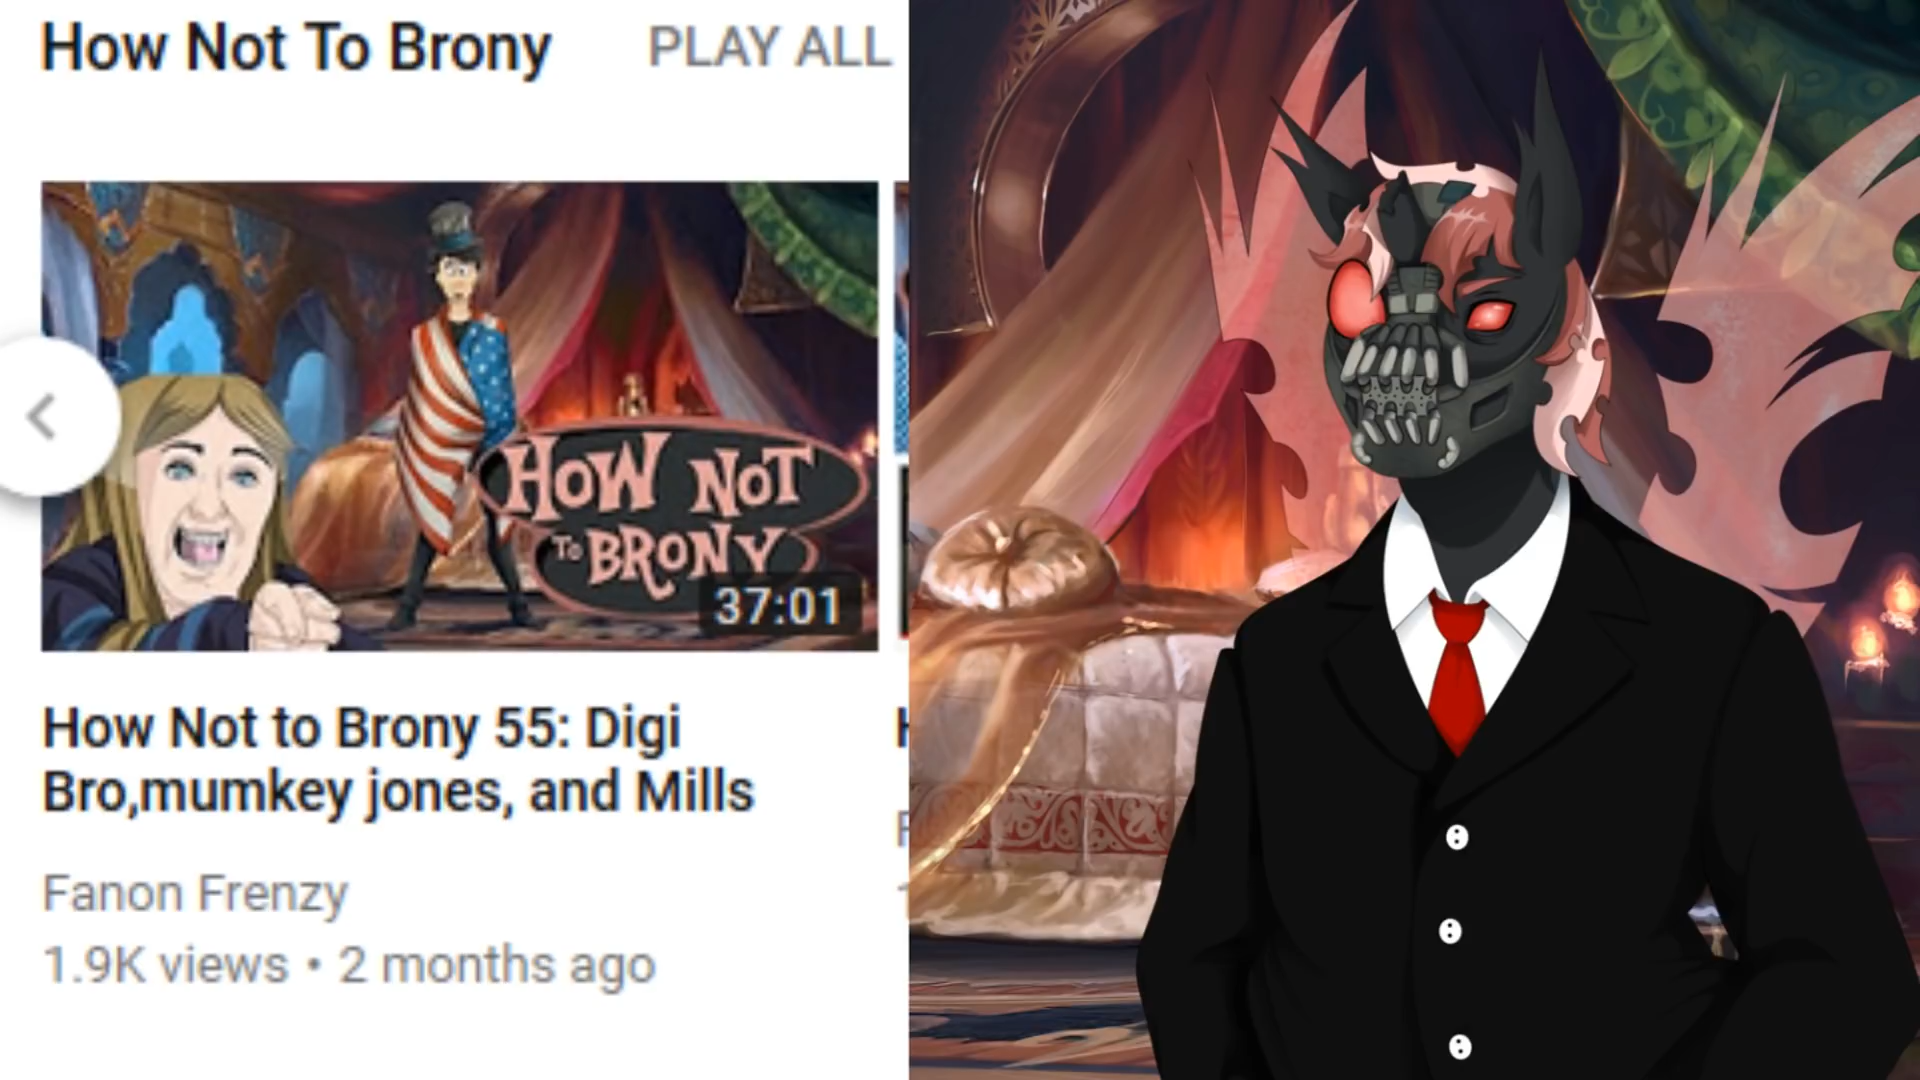 How Not To Brony
PLAY ALL
HOW NOT
TO BRONY
37:01
How Not to Brony 55: Digi
Bro,mumkey jones, and Mills
Fanon Frenzy
1.9K views • 2 months ago